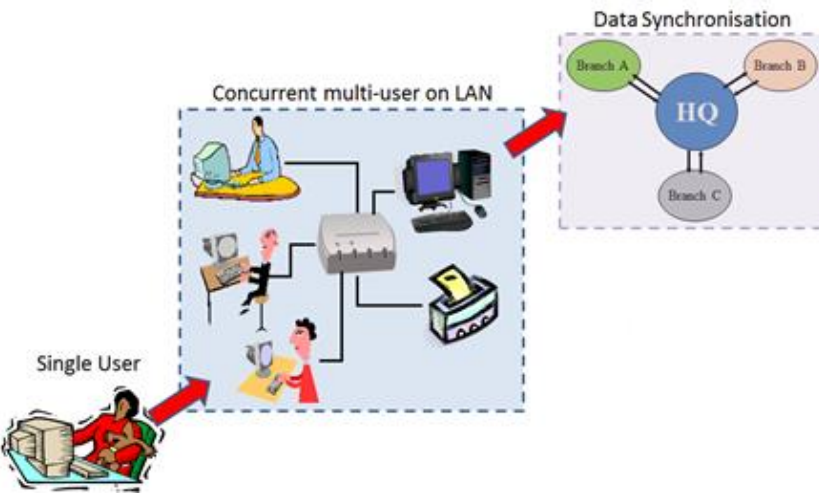 Data Synchronisation
Branch A
Branch B
HQ
Branch C
Concurrent multi-user on LAN
Single User